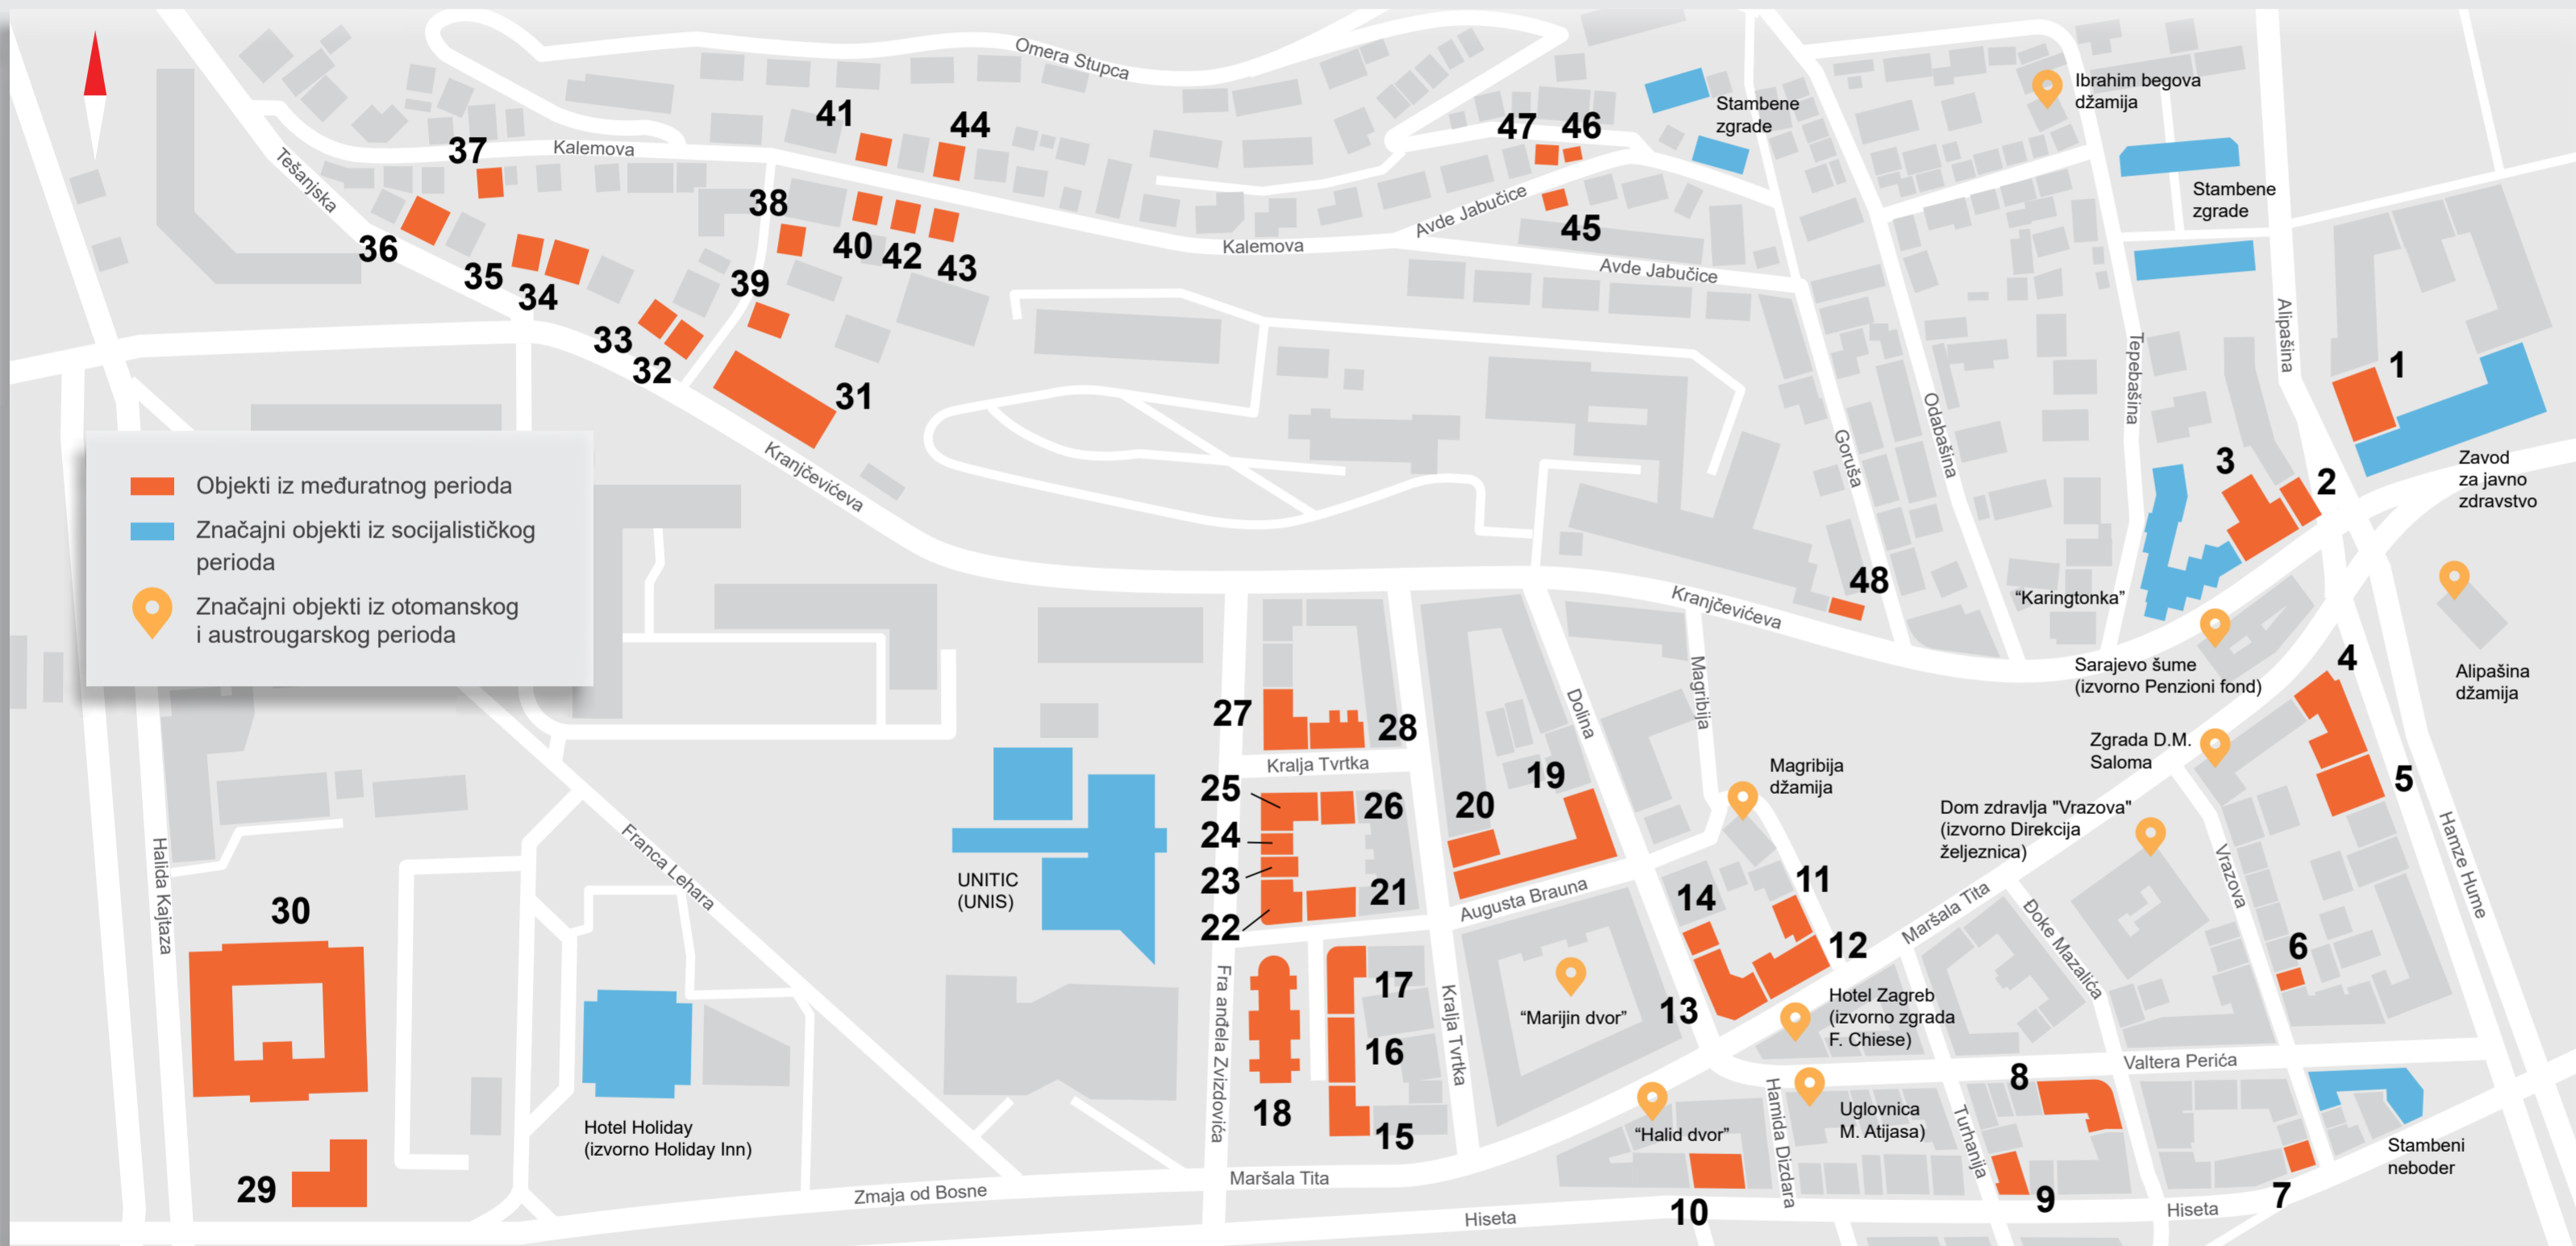 Omera Stupca
Ibrahim begova
džamija
Stambene
zgrade
41
44
47
46
37
Kalemova
Tešanjska
38
Stambene
zgrade
36
40
42
43
Kalemova
Avde Jabučice
45
Avde Jabučice
35
34
39
33
32
31
Alipašina
Tepebašina
1
Odabašina
Goruša
Kranjčevićeva
3
2
Zavod
za javno
zdravstvo
Objekti iz međuratnog perioda
Značajni objekti iz socijalističkog
perioda
Značajni objekti iz otomanskog
i austrougarskog perioda
48
Kranjčevićeva
“Karingtonka”
Sarajevo šume
(izvorno Penzioni fond)
4
Alipašina
džamija
Magribija
Dolina
27
28
Kralja Tvrtka
Zgrada D.M.
Saloma
5
Magribija
džamija
19
20
25
26
24
23
22
21
Dom zdravlja "Vrazova"
(izvorno Direkcija
željeznica)
Vrazova
Hamze Hume
Halida Kajtaza
Franca Lehara
UNITIC
(UNIS)
Augusta Brauna
14
11
12
13
Maršala Tita
Đoke Mazalića
6
30
Fra anđela Zvizdovića
17
16
18
15
Kralja Tvrtka
“Marijin dvor”
Hotel Zagreb
(izvorno zgrada
F. Chiese)
Valtera Perića
8
Hotel Holiday
(izvorno Holiday Inn)
“Halid dvor”
Hamida Dizdara
Uglovnica
M. Atijasa)
Turhanija
Stambeni
neboder
29
Zmaja od Bosne
Maršala Tita
Hiseta
10
9
Hiseta
7